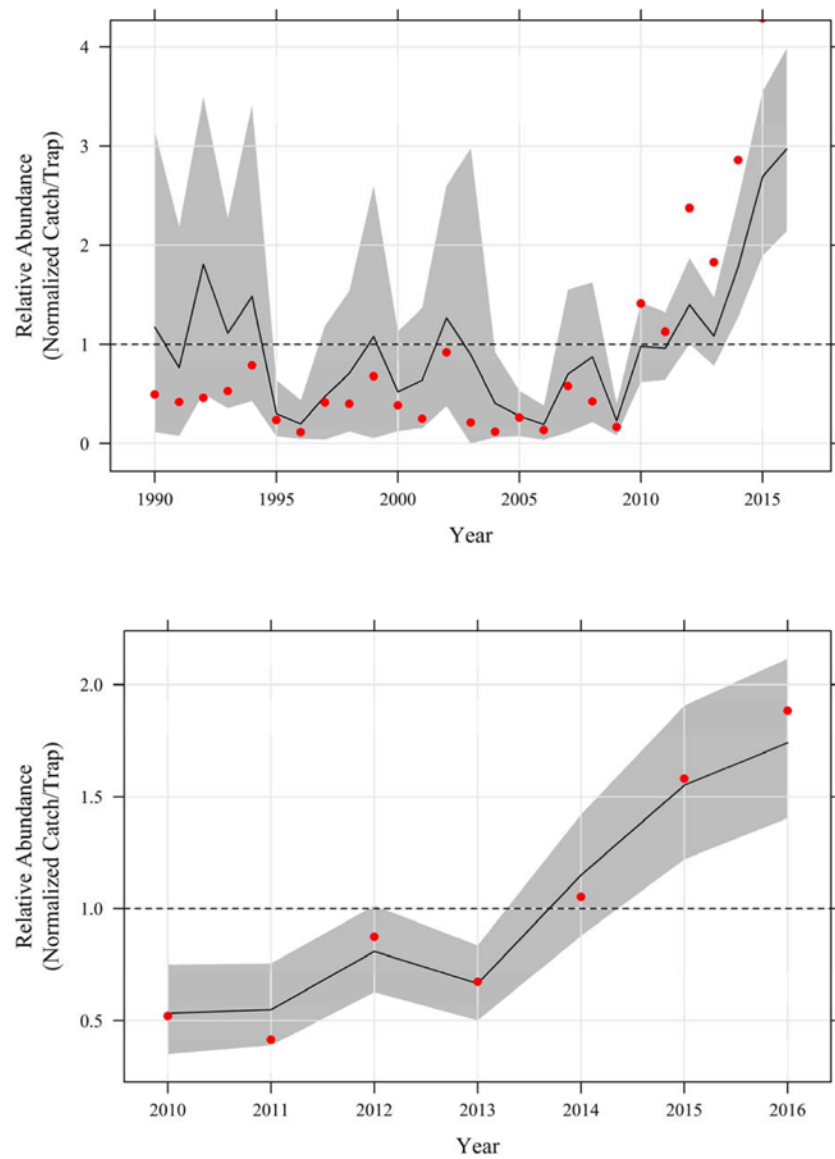 4
3
2
1
0
Relative Abundance
(Normalized Catch/Trap)
1990 1995 2000 2005 2010 2015
Year
2.0
1.5
1.0
0.5
Relative Abundance
(Normalized Catch/Trap)
2010 2011 2012 2013 2014 2015 2016
Year